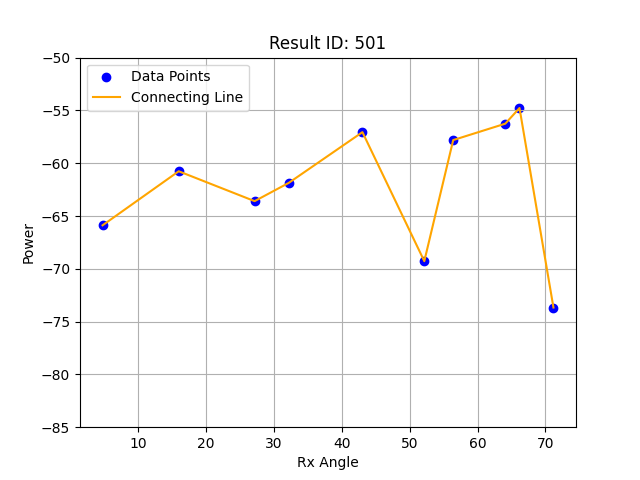 Result ID: 501
Data Points
Connecting Line
−50
−55
−60
−65
−70
−75
−80
−85
Power
10 20 30 40 50 60 70
Rx Angle